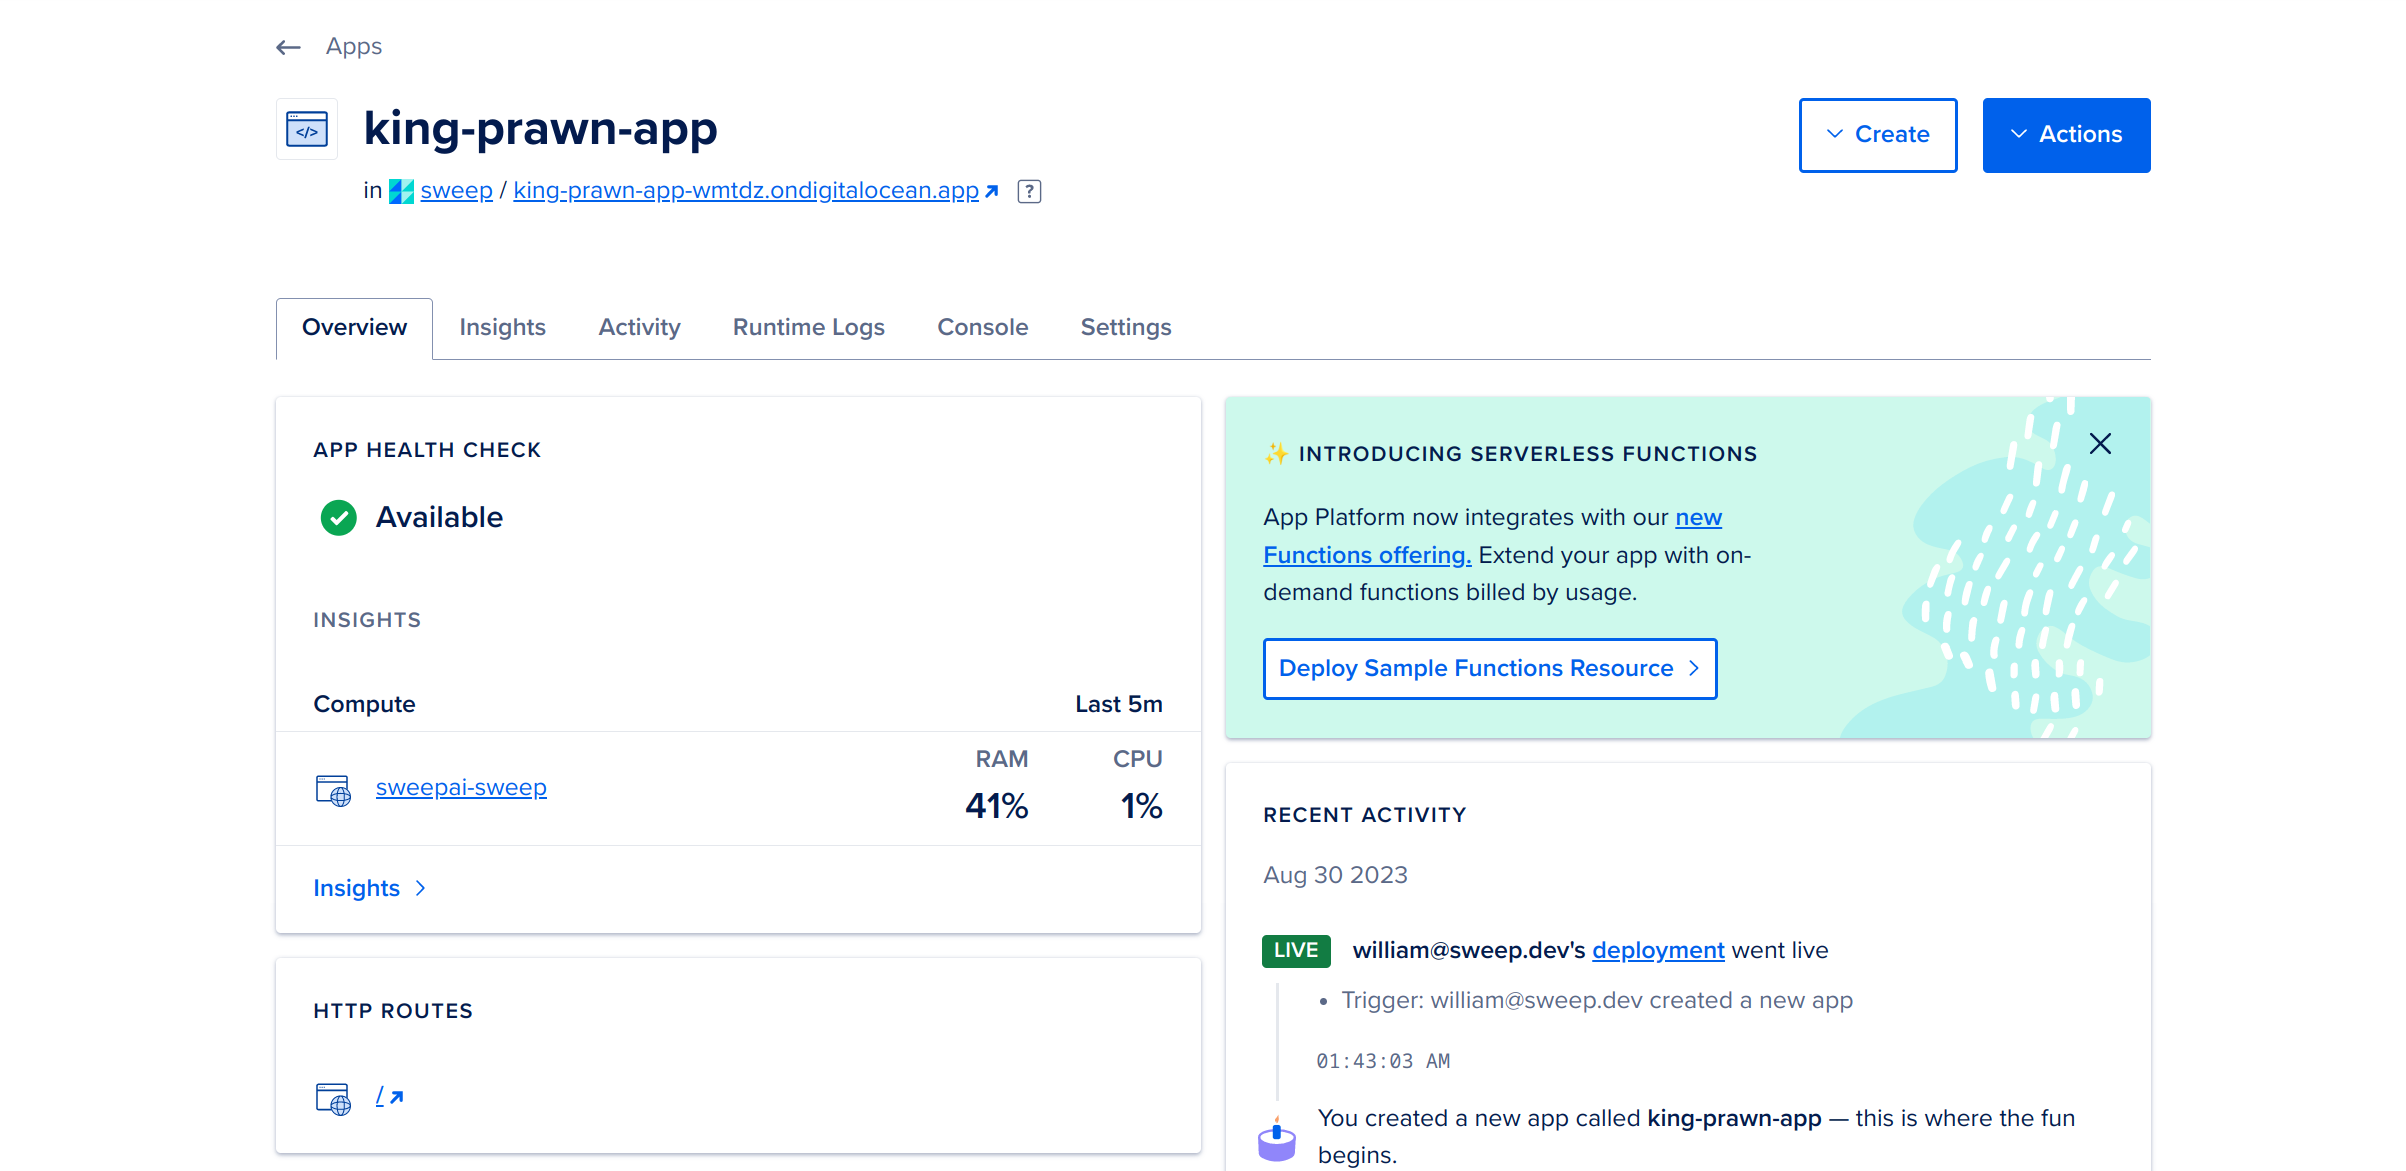 Apps
king-prawn-app
in sweep / king-prawn-app-wmtdz.ondigitalocean.app ?
Create
Actions
Overview
Insights
Activity
Runtime Logs
Console
Settings
APP HEALTH CHECK
Available
INSIGHTS
Compute
Last 5m
RAM
CPU
sweepai-sweep
41%
1%
Insights
HTTP ROUTES
/
✨ INTRODUCING SERVERLESS FUNCTIONS
App Platform now integrates with our new
Functions offering. Extend your app with on-
demand functions billed by usage.
Deploy Sample Functions Resource
RECENT ACTIVITY
Aug 30 2023
LIVE
william@sweep.dev's deployment went live
• Trigger: william@sweep.dev created a new app
01:43:03 AM
You created a new app called king-prawn-app — this is where the fun
begins.